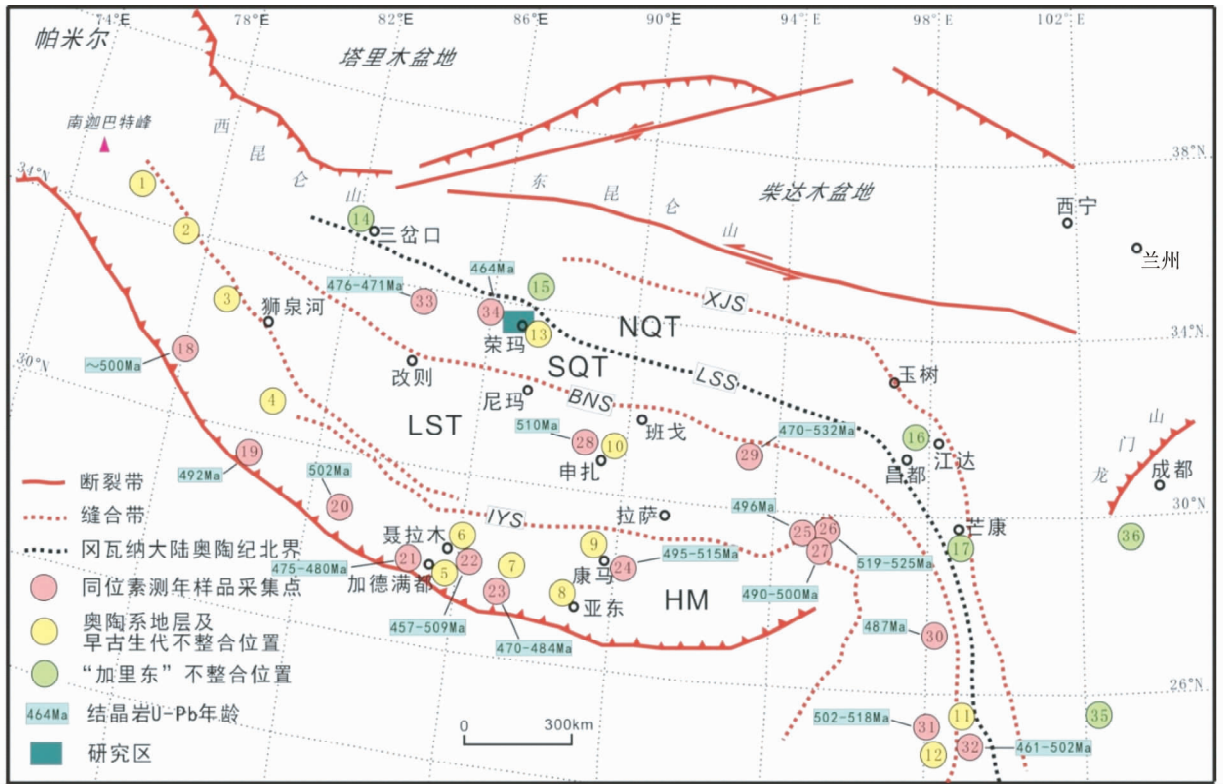 74°E
78°E
82°E
86°E
90°E
94°E
98°E
102°E
帕米尔
塔里木盆地
南迦巴特峰
西
昆
仑
山
34°N
38°N
东
昆
仑
山
柴达木盆地
西宁
兰州
1
2
14
三岔口
464Ma
15
476-471Ma
33
34
3
狮泉河
荣玛
13
NQT
XJS
34°N
SQT
18
~500Ma
30°N
改则
LSS
玉树
尼玛
BNS
4
LST
班戈
510Ma
28
10
470-532Ma
29
16
江达
昌都
申扎
龙
门
山
成都
19
492Ma
502Ma
20
断裂带
缝合带
冈瓦纳大陆奥陶纪北界
同位素测年样品采集点
奥陶系地层及
早古生代不整合位置
“加里东”不整合位置
464Ma
结晶岩U-Pb年龄
研究区
IYS
拉萨
496Ma
25
26
30°N
芒康
36
聂拉木
6
9
17
21
22
7
康马
24
495-515Ma
27
519-525Ma
475-480Ma
加德满都
5
23
8
亚东
HM
490-500Ma
457-509Ma
470-484Ma
487Ma
30
26°N
0
300km
502-518Ma
31
11
35
12
32
461-502Ma